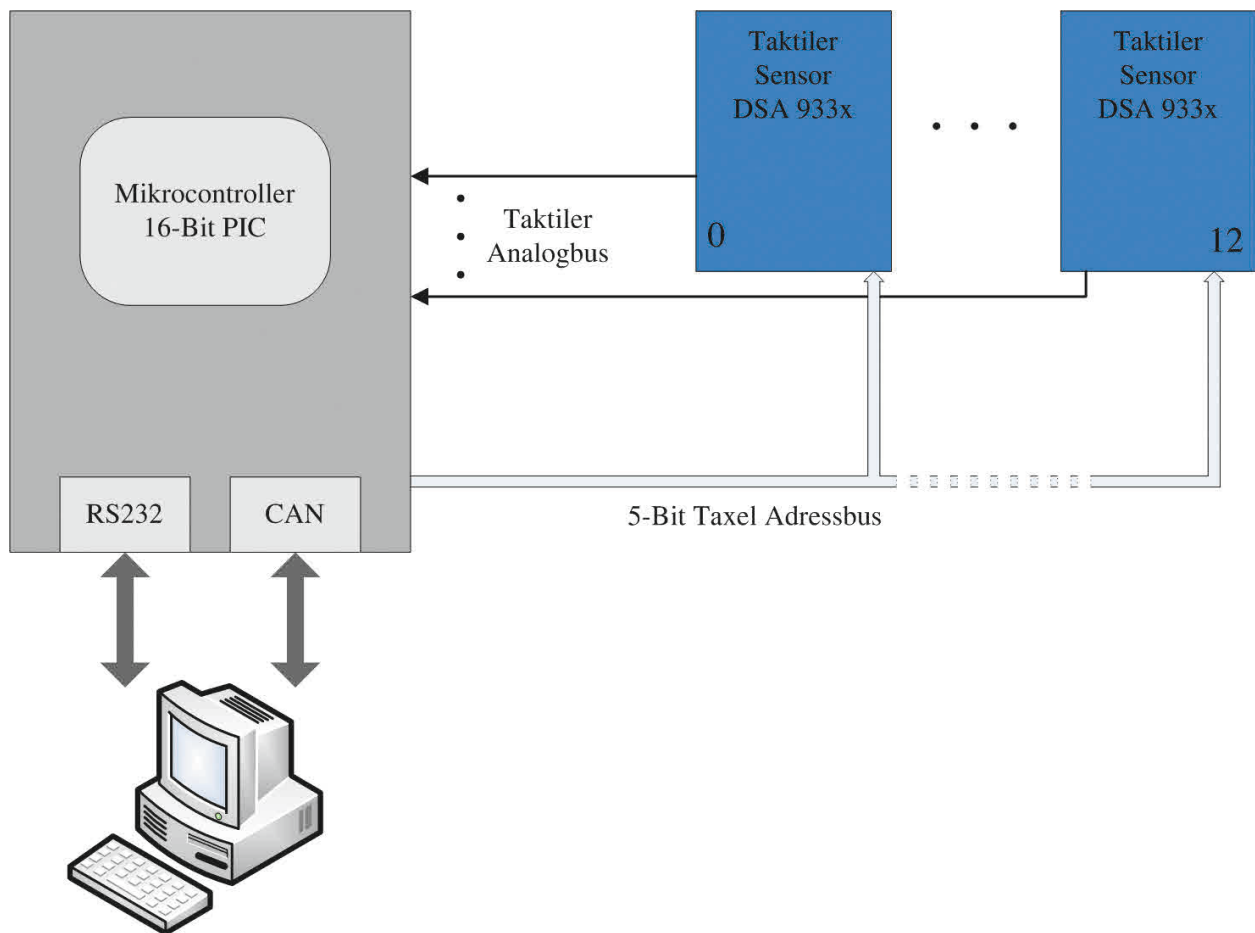 Taktiler
Sensor
DSA 933x
0
Taktiler
Sensor
DSA 933x
12
Mikrocontroller
16-Bit PIC
Taktiler
Analogbus
RS232
CAN
5-Bit Taxel Adressbus